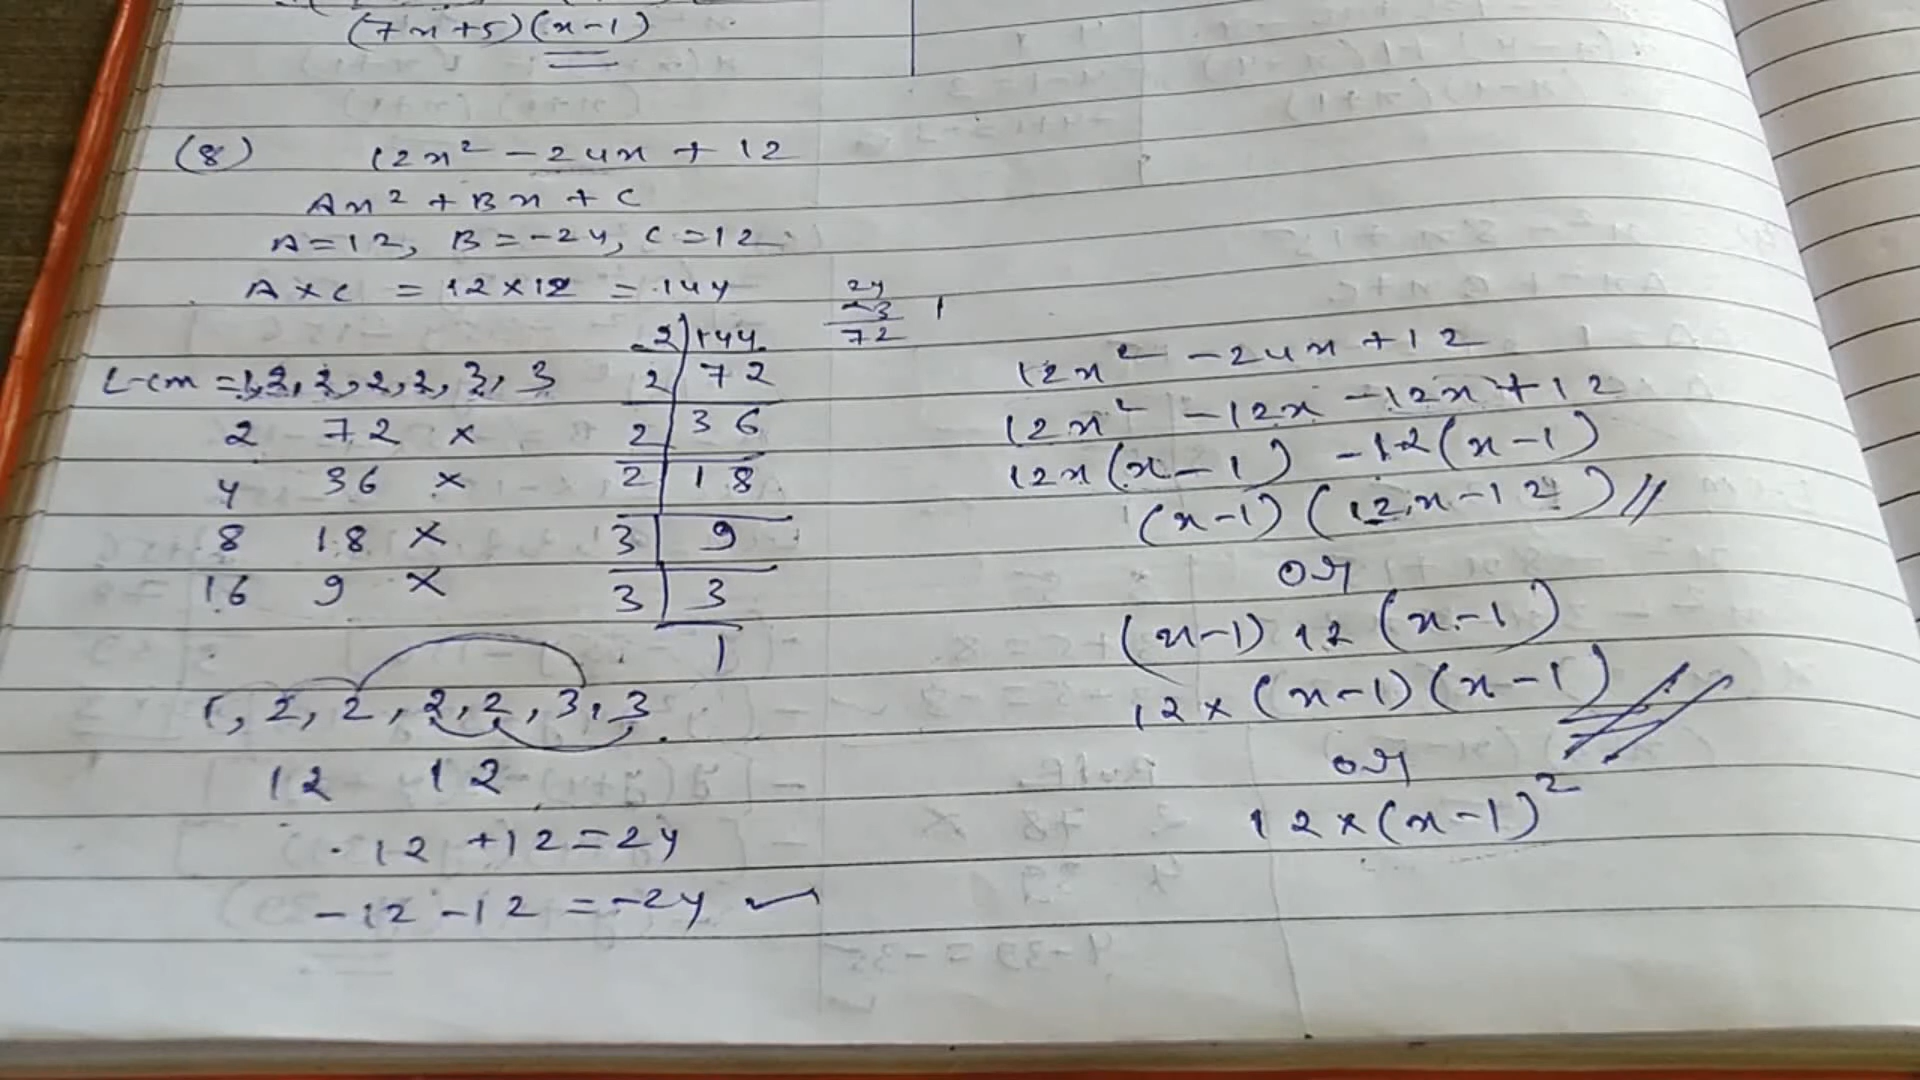 (7x+5)(x-1)
(8) 12x² - 24x + 12
Ax² + Bx + C
A=12, B=-24, C=12
A×C = 12×12 = 144
24
3
72
2 | 144
2 | 72
2 | 36
2 | 18
3 | 9
3 | 3
1
L-cm = 1,2,2,2,2,3,3
2 72 ×
4 36 ×
8 18 ×
16 9 ×
1, 2, 2, 2, 2, 3, 3
12 12
12 +12 = 24
-12 -12 = -24 ✓
12x² - 24x + 12
12x² - 12x - 12x + 12
12x(x-1) -12(x-1)
(x-1)(12x-12) //
or
(x-1) 12 (x-1)
12×(x-1)(x-1)
or
12×(x-1)²